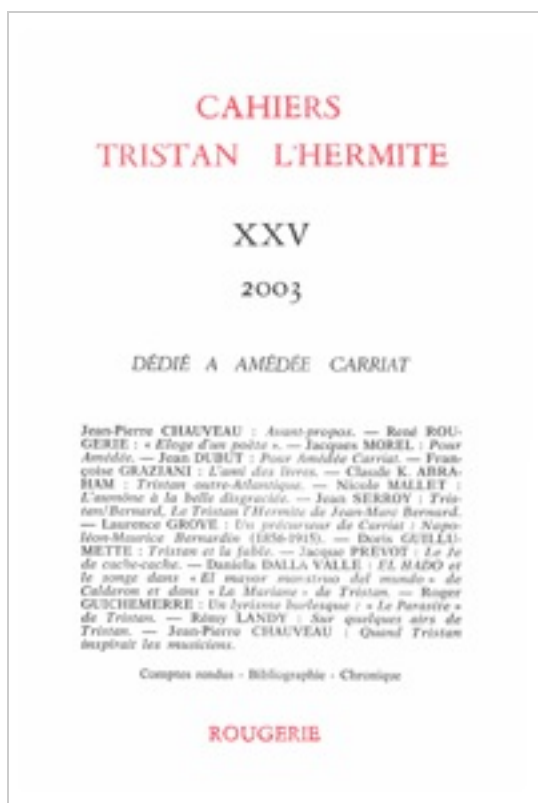 CAHIERS
TRISTAN L'HERMITE
XXV
2003
DÉDIÉ A AMÉDÉE CARRIAT
Jean-Pierre CHAUVEAU : Avant-propos. — René ROU-
GERIE : « Eloge d'un poète ». — Jacques MOREL : Pour
Amédée. — Jean DUBUT : Pour Amédée Carriat. — Fran-
çoise GRAZIANI : L'ami des livres. — Claude K. ABRA-
HAM : Tristan outre-Atlantique. — Nicole MALLET :
L'aumône à la belle disgraciée. — Jean SERROY : Tris-
tan/Bernard, Le Tristan l'Hermite de Jean-Marc Bernard.
— Laurence GROVE : Un précurseur de Carriat : Napo-
léon-Maurice Bernardin (1856-1915). — Doris GUILLU-
METTE : Tristan et la fable. — Jacque PREVOT : Le Je
de cache-cache. — Daniela DALLA VALLE : EL HADO et
le songe dans « El mayor monstruo del mundo » de
Calderon et dans « La Mariane » de Tristan. — Roger
GUICHEMERRE : Un lyrisme burlesque : « Le Parasite »
de Tristan. — Rémy LANDY : Sur quelques airs de
Tristan. — Jean-Pierre CHAUVEAU : Quand Tristan
inspirait les musiciens.
Comptes rendus - Bibliographie - Chronique
ROUGERIE